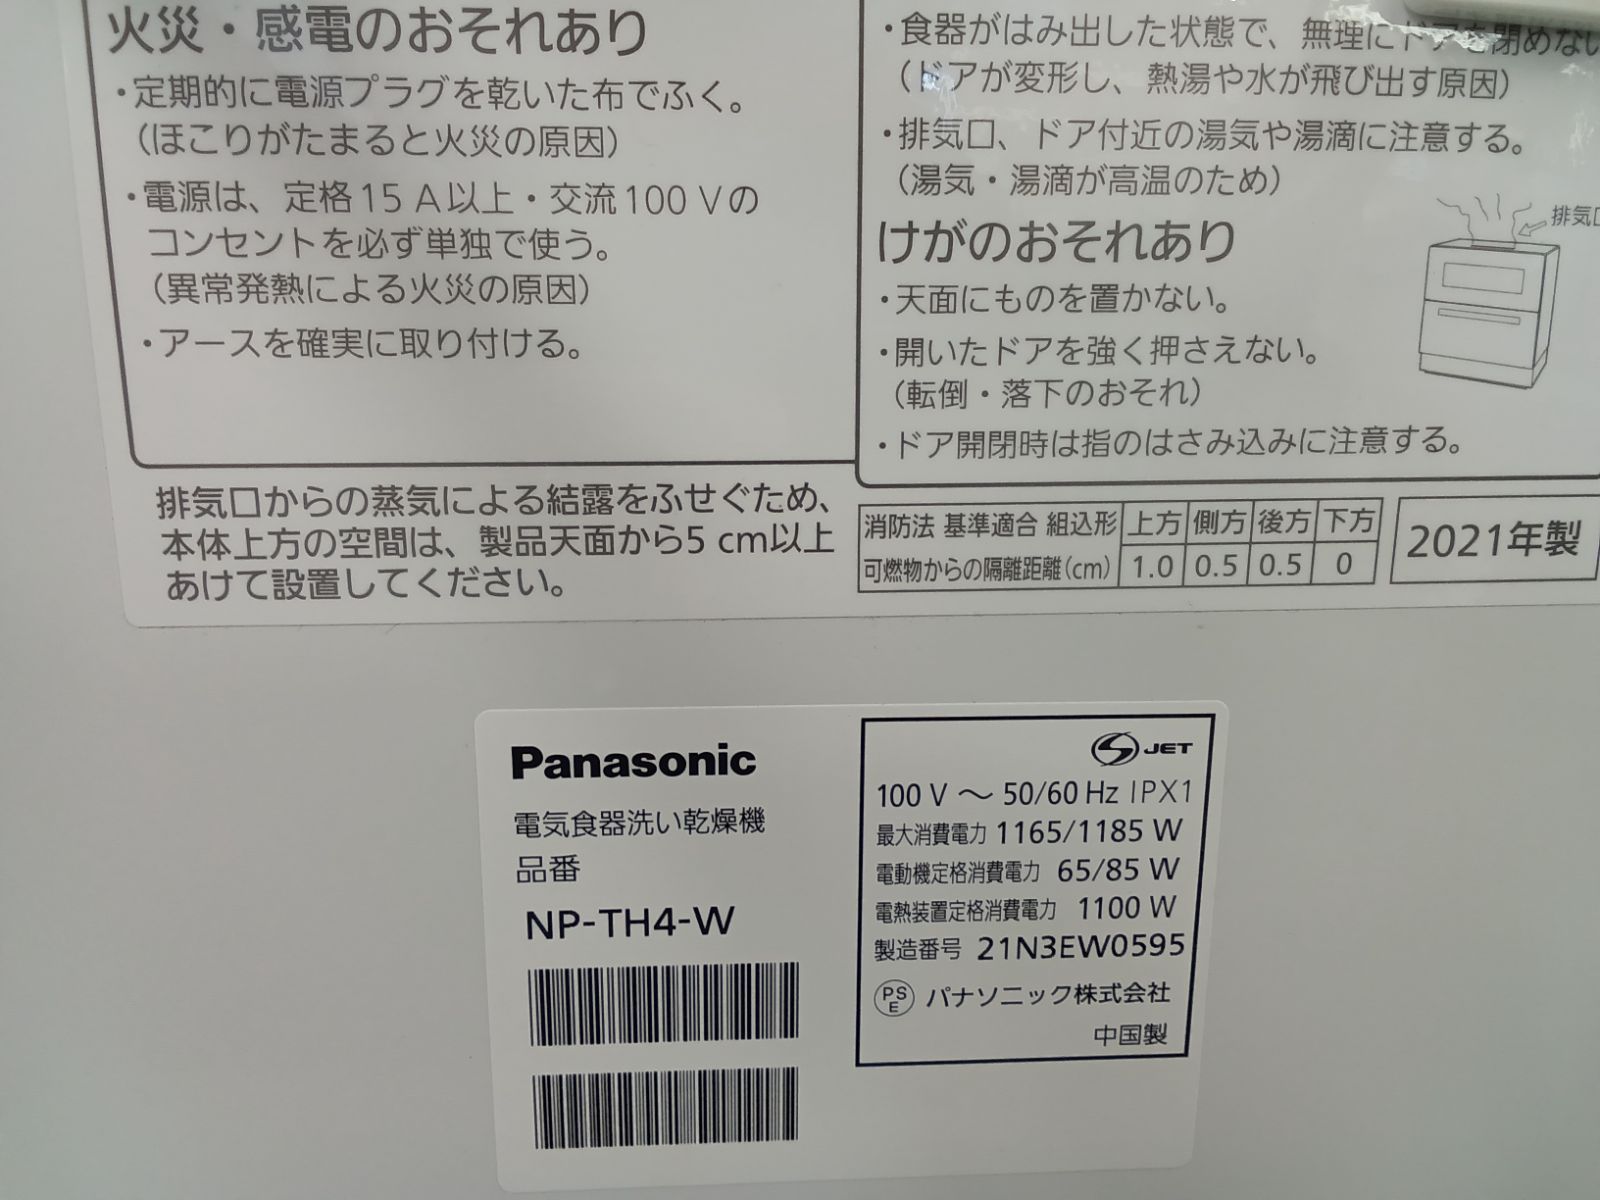 火災・感電のおそれあり
・定期的に電源プラグを乾いた布でふく。
（ほこりがたまると火災の原因）
・電源は、定格15 A以上・交流100 Vの
コンセントを必ず単独で使う。
（異常発熱による火災の原因）
・アースを確実に取り付ける。
・食器がはみ出した状態で、無理にドアを閉めない
（ドアが変形し、熱湯や水が飛び出す原因）
・排気口、ドア付近の湯気や湯滴に注意する。
（湯気・湯滴が高温のため）
排気口
けがのおそれあり
・天面にものを置かない。
・開いたドアを強く押さえない。
（転倒・落下のおそれ）
・ドア開閉時は指のはさみ込みに注意する。
排気口からの蒸気による結露をふせぐため、
本体上方の空間は、製品天面から5 cm以上
あけて設置してください。
消防法 基準適合 組込形 上方 側方 後方 下方
可燃物からの隔離距離(cm) 1.0 0.5 0.5 0
2021年製
Panasonic
電気食器洗い乾燥機
品番
NP-TH4-W
JET
100 V ～ 50/60 Hz IPX1
最大消費電力 1165/1185 W
電動機定格消費電力 65/85 W
電熱装置定格消費電力 1100 W
製造番号 21N3EW0595
PSE パナソニック株式会社
中国製